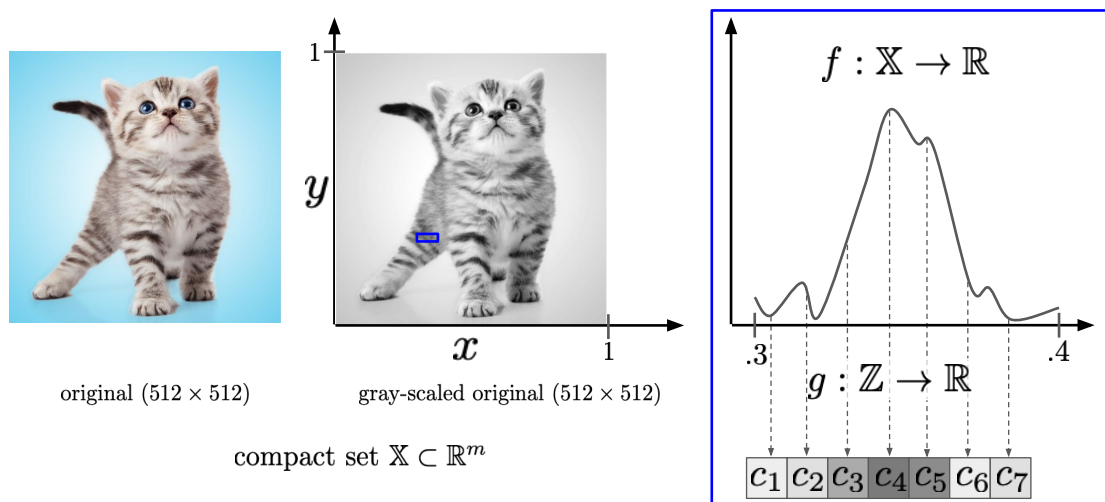 1
y
x
1
original (512 × 512)
gray-scaled original (512 × 512)
compact set 𝕏 ⊂ ℝᵐ
f : 𝕏 → ℝ
.3
.4
g : ℤ → ℝ
c₁ c₂ c₃ c₄ c₅ c₆ c₇